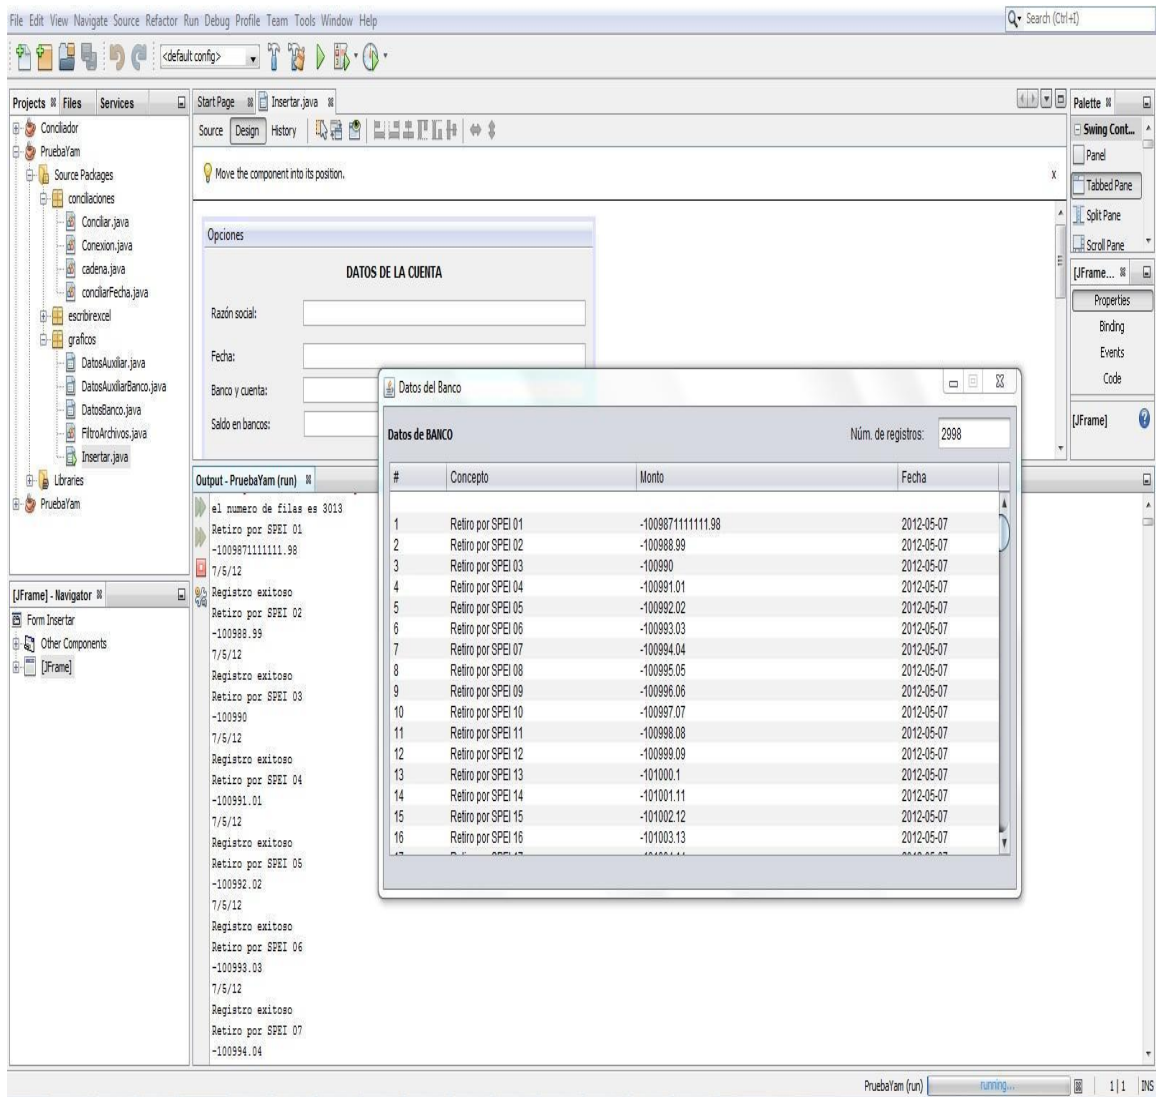 File Edit View Navigate Source Refactor Run Debug Profile Team Tools Window Help
Search (Ctrl+I)
<default config>
Projects Files Services
Conciliador
PruebaYam
Source Packages
conciliaciones
Conciliar.java
Conexion.java
cadena.java
conciliarFecha.java
escribirexcel
graficos
DatosAuxiliar.java
DatosAuxiliarBanco.java
DatosBanco.java
FiltroArchivos.java
Insertar.java
Libraries
PruebaYam
[JFrame] - Navigator
Form Insertar
Other Components
[JFrame]
Start Page Insertar.java
Source Design History
Move the component into its position. x
Opciones
DATOS DE LA CUENTA
Razón social:
Fecha:
Banco y cuenta:
Saldo en bancos:
Palette
Swing Cont...
Panel
Tabbed Pane
Split Pane
Scroll Pane
[JFrame...
Properties
Binding
Events
Code
[JFrame]
Output - PruebaYam (run)
el numero de filas es 3013
Retiro por SPEI 01
-1009871111111.98
7/5/12
Registro exitoso
Retiro por SPEI 02
-100988.99
7/5/12
Registro exitoso
Retiro por SPEI 03
-100990
7/5/12
Registro exitoso
Retiro por SPEI 04
-100991.01
7/5/12
Registro exitoso
Retiro por SPEI 05
-100992.02
7/5/12
Registro exitoso
Retiro por SPEI 06
-100993.03
7/5/12
Registro exitoso
Retiro por SPEI 07
-100994.04
Datos del Banco
Datos de BANCO Núm. de registros: 2998
# Concepto Monto Fecha
1 Retiro por SPEI 01 -1009871111111.98 2012-05-07
2 Retiro por SPEI 02 -100988.99 2012-05-07
3 Retiro por SPEI 03 -100990 2012-05-07
4 Retiro por SPEI 04 -100991.01 2012-05-07
5 Retiro por SPEI 05 -100992.02 2012-05-07
6 Retiro por SPEI 06 -100993.03 2012-05-07
7 Retiro por SPEI 07 -100994.04 2012-05-07
8 Retiro por SPEI 08 -100995.05 2012-05-07
9 Retiro por SPEI 09 -100996.06 2012-05-07
10 Retiro por SPEI 10 -100997.07 2012-05-07
11 Retiro por SPEI 11 -100998.08 2012-05-07
12 Retiro por SPEI 12 -100999.09 2012-05-07
13 Retiro por SPEI 13 -101000.1 2012-05-07
14 Retiro por SPEI 14 -101001.11 2012-05-07
15 Retiro por SPEI 15 -101002.12 2012-05-07
16 Retiro por SPEI 16 -101003.13 2012-05-07
PruebaYam (run) running... 1|1 INS